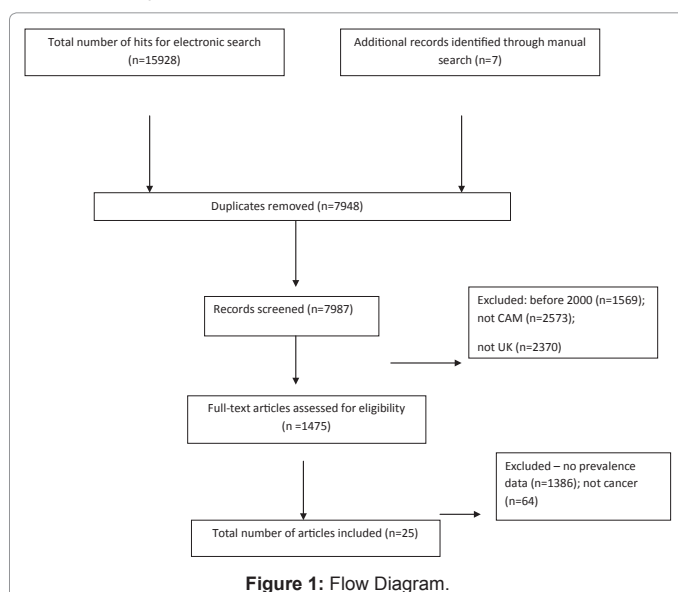 Total number of hits for electronic search
(n=15928)
Additional records identified through manual
search (n=7)
Duplicates removed (n=7948)
Records screened (n=7987)
Excluded: before 2000 (n=1569);
not CAM (n=2573);
not UK (n=2370)
Full-text articles assessed for eligibility
(n =1475)
Excluded – no prevalence
data (n=1386); not cancer
(n=64)
Total number of articles included (n=25)
Figure 1: Flow Diagram.